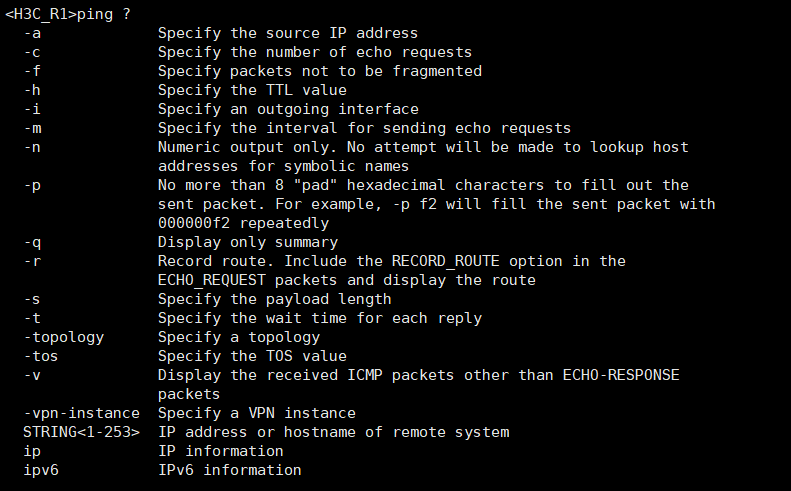 <H3C_R1>ping ?
-a Specify the source IP address
-c Specify the number of echo requests
-f Specify packets not to be fragmented
-h Specify the TTL value
-i Specify an outgoing interface
-m Specify the interval for sending echo requests
-n Numeric output only. No attempt will be made to lookup host
addresses for symbolic names
-p No more than 8 "pad" hexadecimal characters to fill out the
sent packet. For example, -p f2 will fill the sent packet with
000000f2 repeatedly
-q Display only summary
-r Record route. Include the RECORD_ROUTE option in the
ECHO_REQUEST packets and display the route
-s Specify the payload length
-t Specify the wait time for each reply
-topology Specify a topology
-tos Specify the TOS value
-v Display the received ICMP packets other than ECHO-RESPONSE
packets
-vpn-instance Specify a VPN instance
STRING<1-253> IP address or hostname of remote system
ip IP information
ipv6 IPv6 information